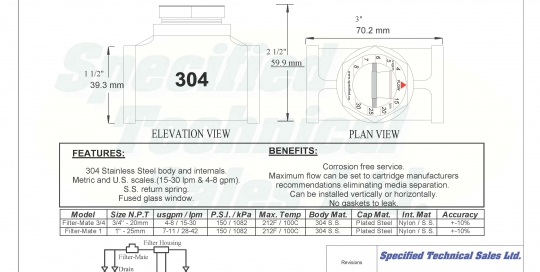 3"
70.2 mm
2 1/2"
59.9 mm
1 1/2"
39.3 mm
304
ELEVATION VIEW
PLAN VIEW
Specified
Technical
Sales
FEATURES:
304 Stainless Steel body and internals.
Metric and U.S. scales.(15-30 lpm & 4-8 gpm).
S.S. return spring.
Fused glass window.
BENEFITS:
Corrosion free service.
Maximum flow can be set to cartridge manufacturers
recommendations eliminating media separation.
Can be installed vertically or horizontally.
No gaskets to leak.
Model Size N.P.T usgpm / lpm P.S.I. / kPa Max. Temp Body Mat. Cap Mat. Int. Mat Accuracy
Filter-Mate 3/4 3/4" - 20mm 4-8 / 15-30 150 / 1082 212F / 100C 304 S.S. Plated Steel Nylon / S.S. +-10%
Filter-Mate 1 1" - 25mm 7-11 / 28-42 150 / 1082 212F / 100C 304 S.S. Plated Steel Nylon / S.S. +-10%
Filter Housing
Filter-Mate
Drain
Revisions
Specified Technical Sales Ltd.